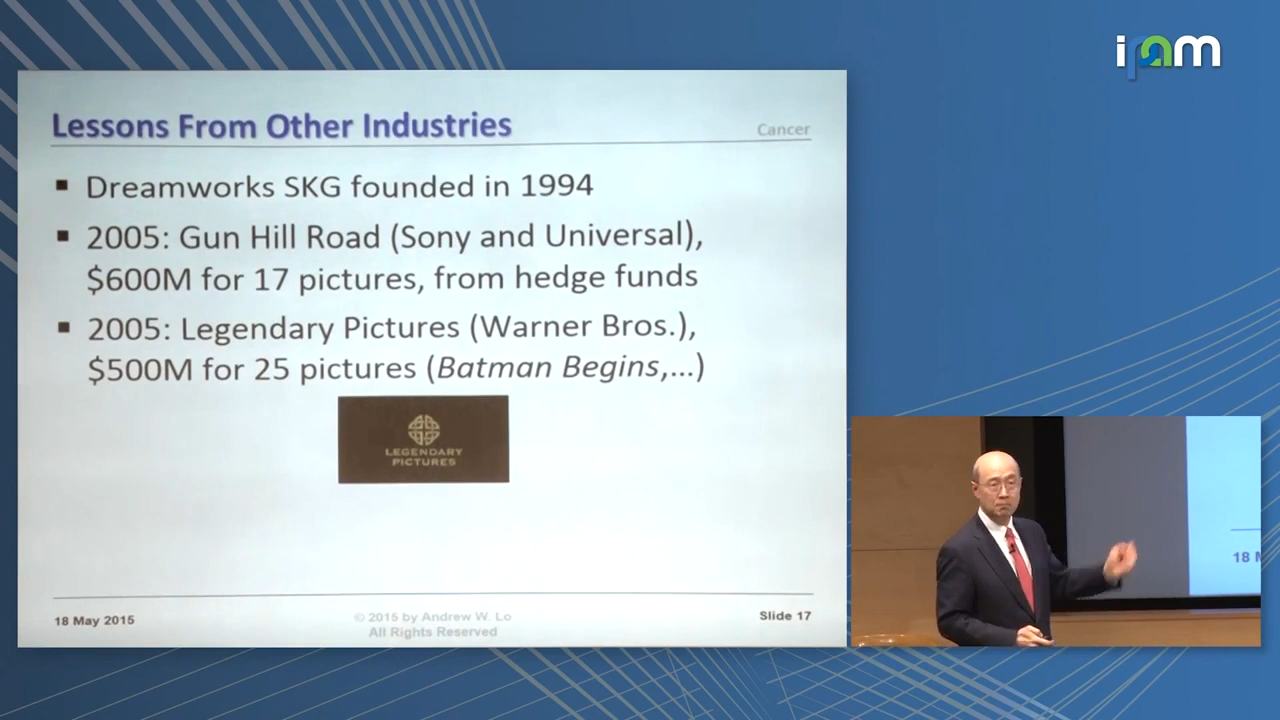 ipam
Lessons From Other Industries
Cancer
▪ Dreamworks SKG founded in 1994
▪ 2005: Gun Hill Road (Sony and Universal),
$600M for 17 pictures, from hedge funds
▪ 2005: Legendary Pictures (Warner Bros.),
$500M for 25 pictures (Batman Begins,...)
LEGENDARY
PICTURES
18 May 2015
© 2015 by Andrew W. Lo
All Rights Reserved
Slide 17
18 M